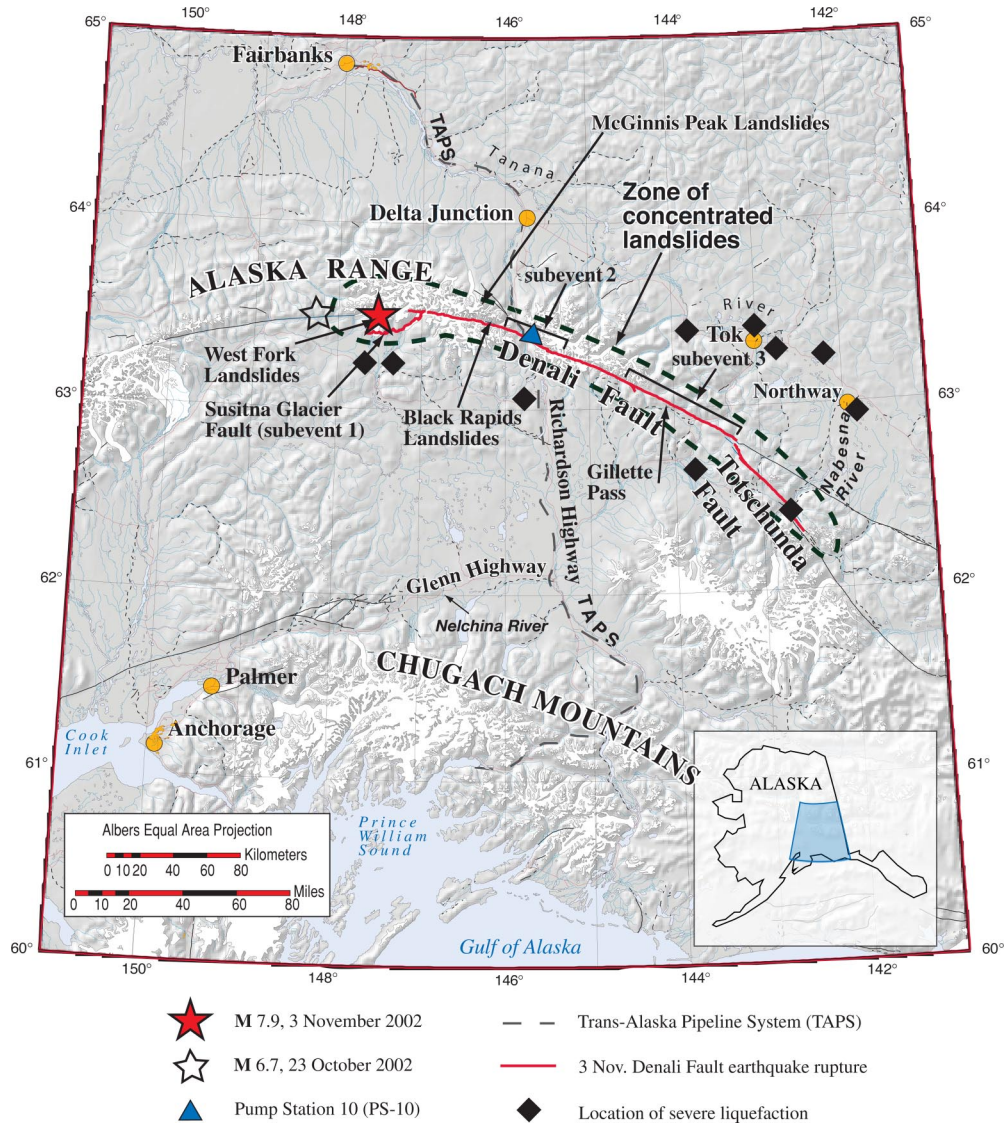 65°
150°
148°
146°
144°
142°
65°
Fairbanks
TAPS
McGinnis Peak Landslides
Tanana
Zone of
concentrated
landslides
64°
64°
Delta Junction
ALASKA RANGE
subevent 2
River
Tok
subevent 3
West Fork
Landslides
63°
63°
Denali
Fault
Northway
Susitna Glacier
Fault (subevent 1)
Black Rapids
Landslides
Richardson Highway
Gillette
Pass
Nabesna
River
Totschunda
Fault
62°
62°
Glenn Highway
TAPS
Nelchina River
CHUGACH MOUNTAINS
Palmer
Anchorage
Cook
Inlet
61°
61°
ALASKA
Prince
William
Sound
Albers Equal Area Projection
Kilometers
0 10 20 40 60 80
Miles
0 10 20 40 60 80
Gulf of Alaska
60°
60°
150°
148°
146°
144°
142°
M 7.9, 3 November 2002
Trans-Alaska Pipeline System (TAPS)
M 6.7, 23 October 2002
3 Nov. Denali Fault earthquake rupture
Pump Station 10 (PS-10)
Location of severe liquefaction